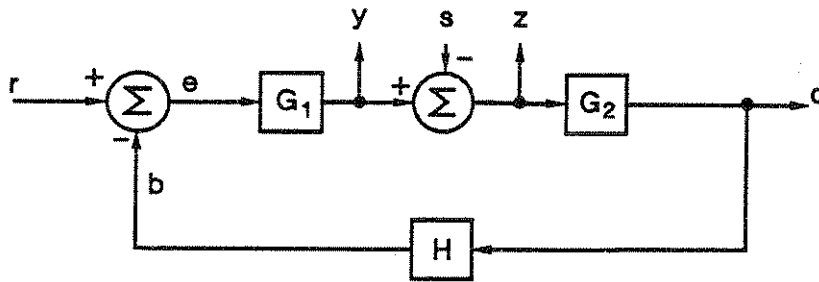 y s z
r + Σ e G₁ + Σ - G₂ c
- b
H